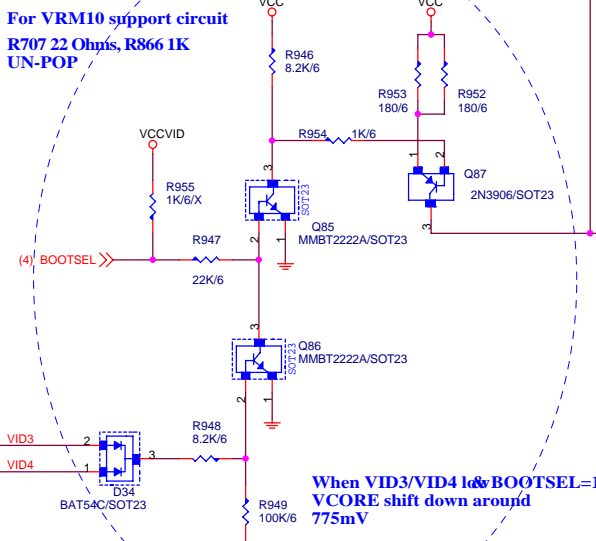 For VRM10 support circuit
R707 22 Ohms, R866 1K
UN-POP
VCC
VCC
R946
8.2K/6
R953
180/6
R952
180/6
VCCVID
R954
1K/6
3
1
2
R955
1K/6/X
SOT23
Q87
2N3906/SOT23
3
Q85
MMBT2222A/SOT23
2
1
R947
22K/6
(4) BOOTSEL
3
SOT23
Q86
MMBT2222A/SOT23
2
1
R948
8.2K/6
VID3
2
3
VID4
1
D34
BAT54C/SOT23
R949
100K/6
When VID3/VID4 low& BOOTSEL=1
VCORE shift down around
775mV